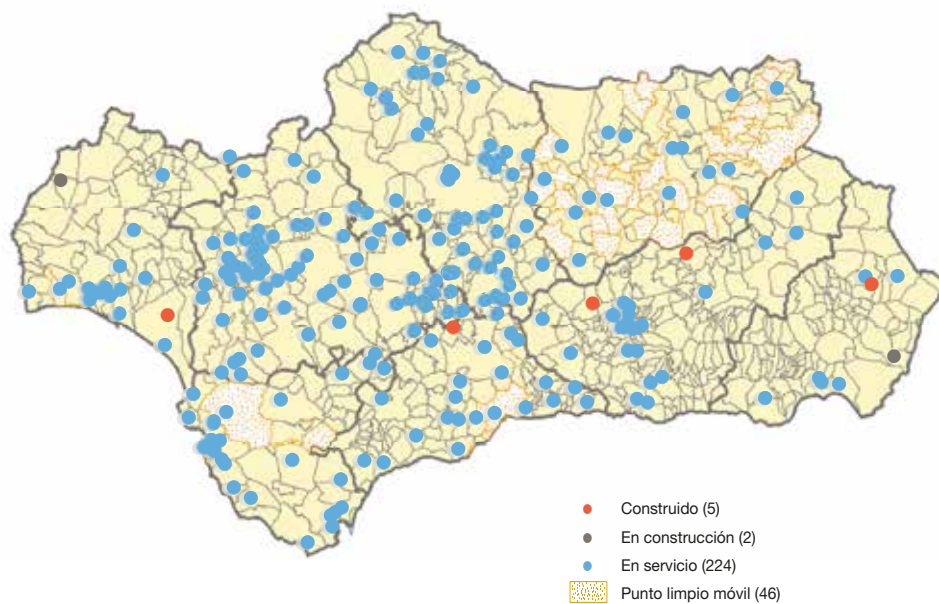 Construido (5)
En construcción (2)
En servicio (224)
Punto limpio móvil (46)